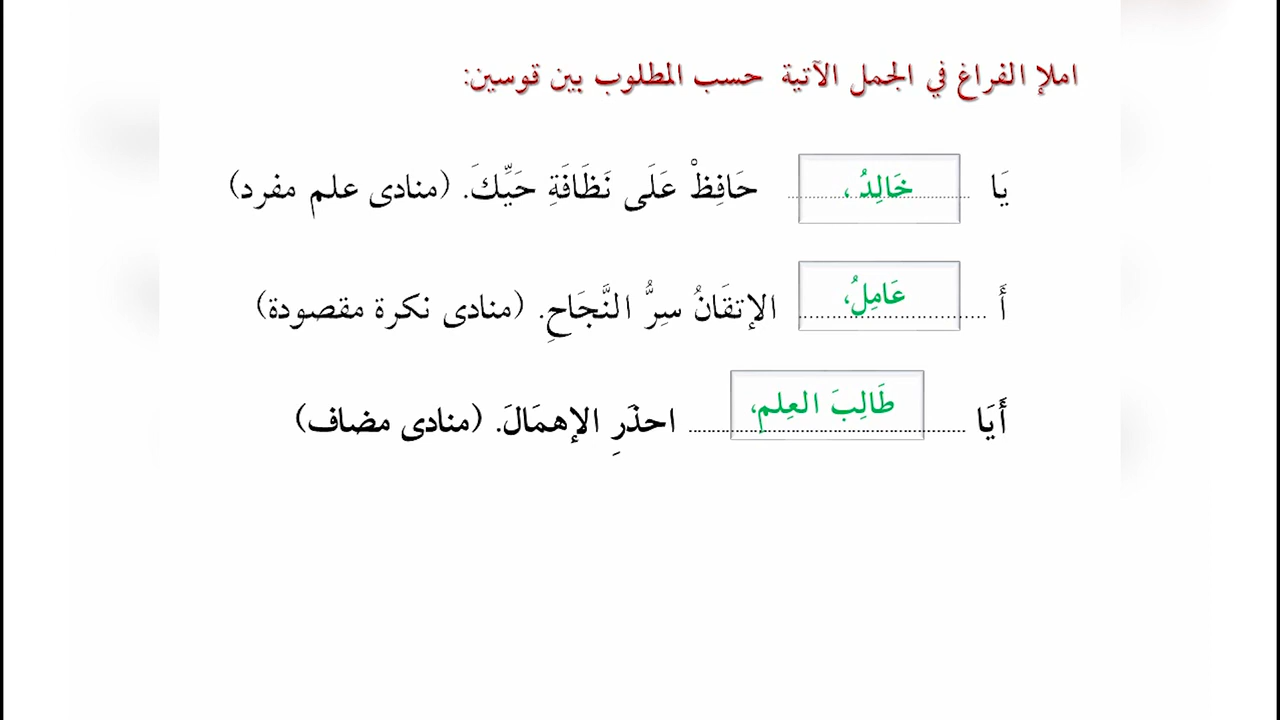 املإ الفراغ في الجمل الآتية حسب المطلوب بين قوسين:
يَا خَالِدُ، حَافِظْ عَلَى نَظَافَةِ حَيِّكَ. (منادى علم مفرد)
أَ عَامِلُ، الإتقَانُ سِرُّ النَّجَاحِ. (منادى نكرة مقصودة)
أَيَا طَالِبَ العِلمِ، احذَرِ الإهمَالَ. (منادى مضاف)